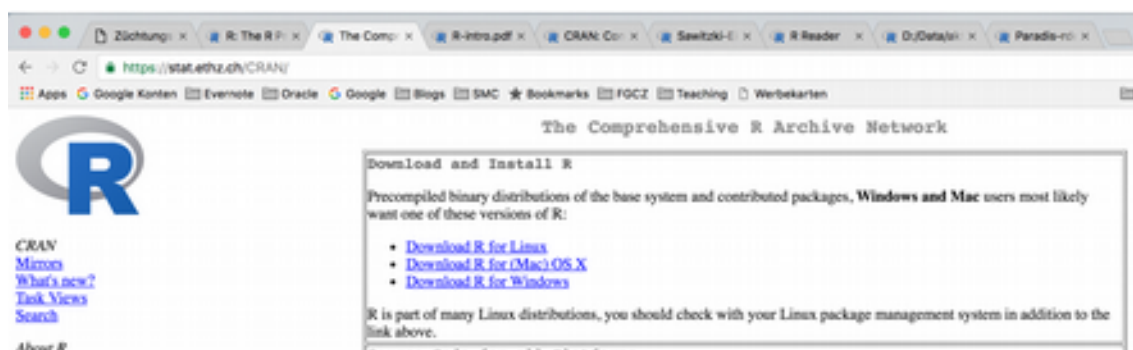 Züchtung:
R: The R P
The Comp
R-intro.pdf
CRAN: Co
Sawitzki-
R Reader
D:/Data/
Paradis-
https://stat.ethz.ch/CRAN/
Apps Google Konten Evernote Oracle Google Blogs SMC Bookmarks FGCZ Teaching Werbekarten
The Comprehensive R Archive Network
R
Download and Install R
Precompiled binary distributions of the base system and contributed packages, Windows and Mac users most likely
want one of these versions of R:
Download R for Linux
Download R for (Mac) OS X
Download R for Windows
R is part of many Linux distributions, you should check with your Linux package management system in addition to the
link above.
CRAN
Mirrors
What's new?
Task Views
Search
About R